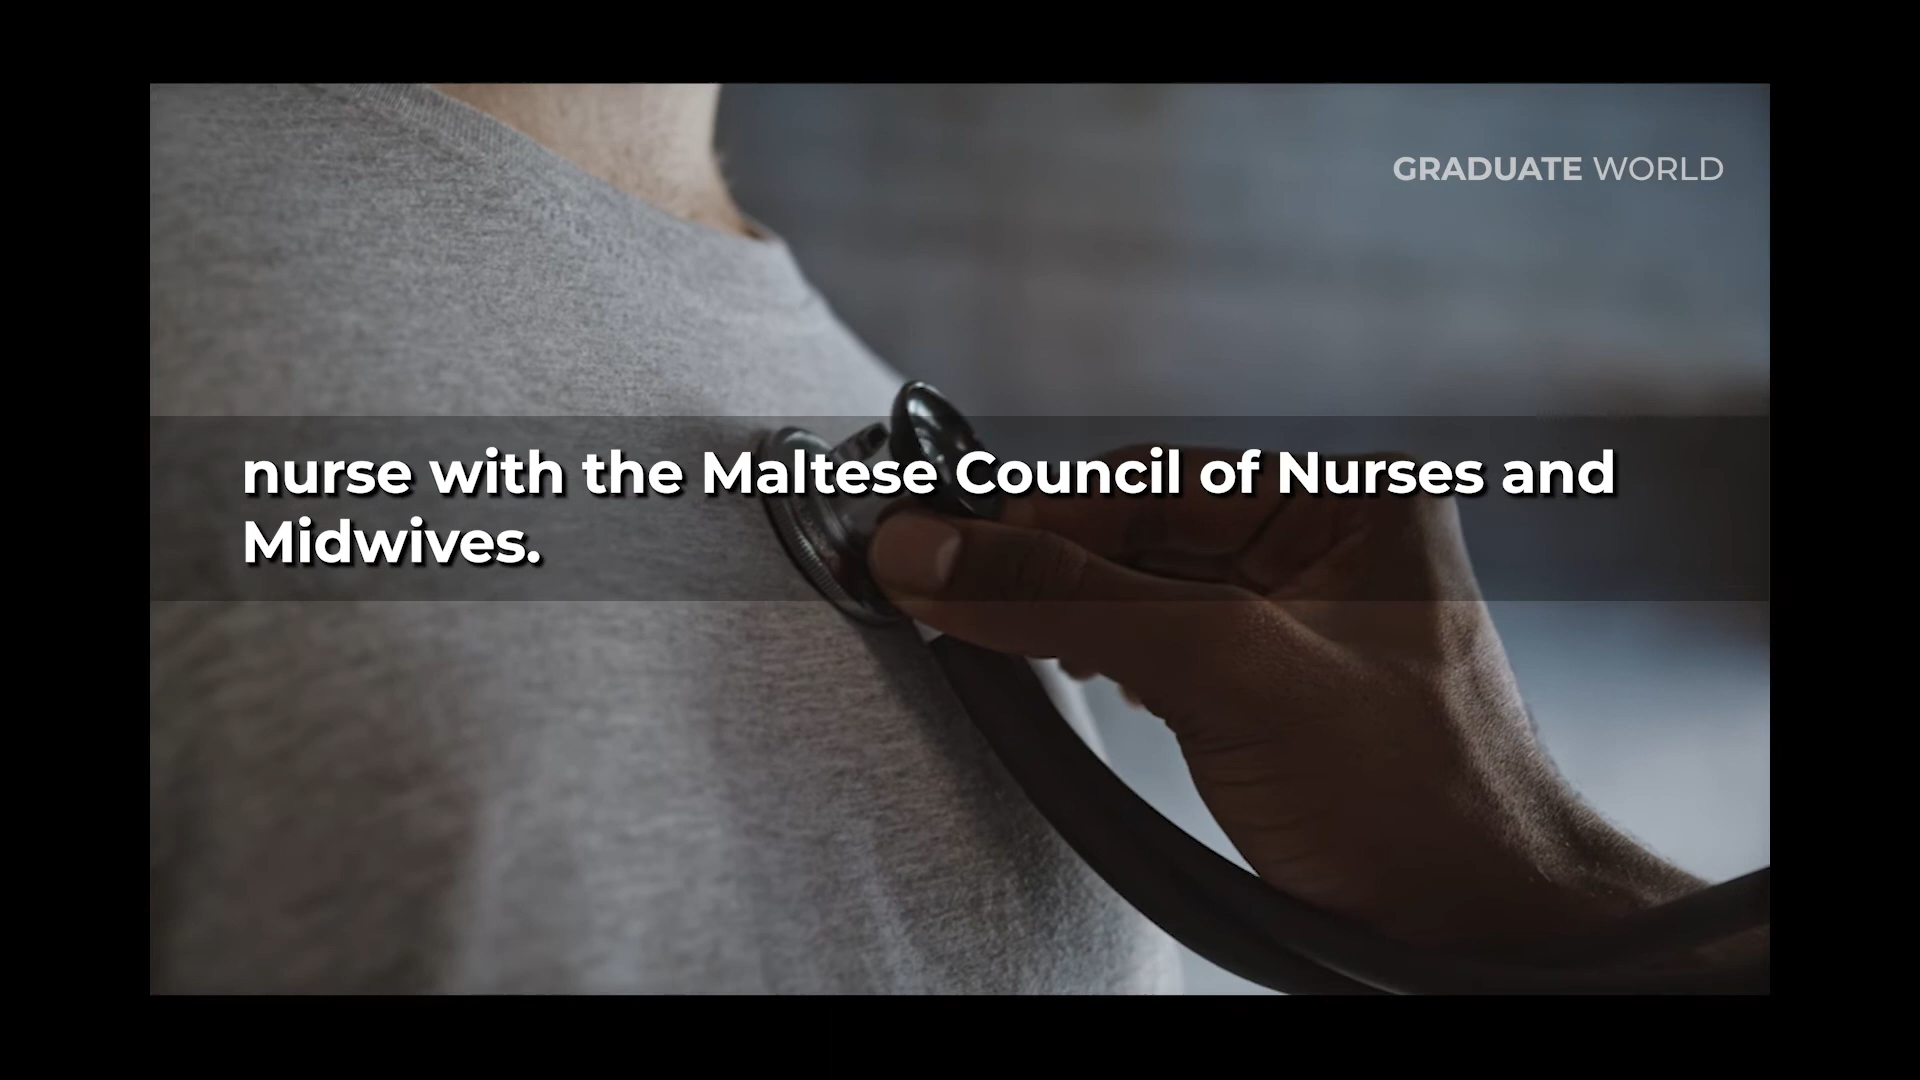 GRADUATE WORLD
nurse with the Maltese Council of Nurses and
Midwives.